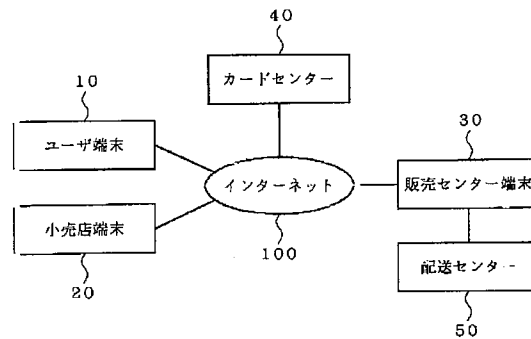 40
カードセンター
10
ユーザ端末
30
インターネット
販売センター端末
小売店端末
100
20
配送センター
50